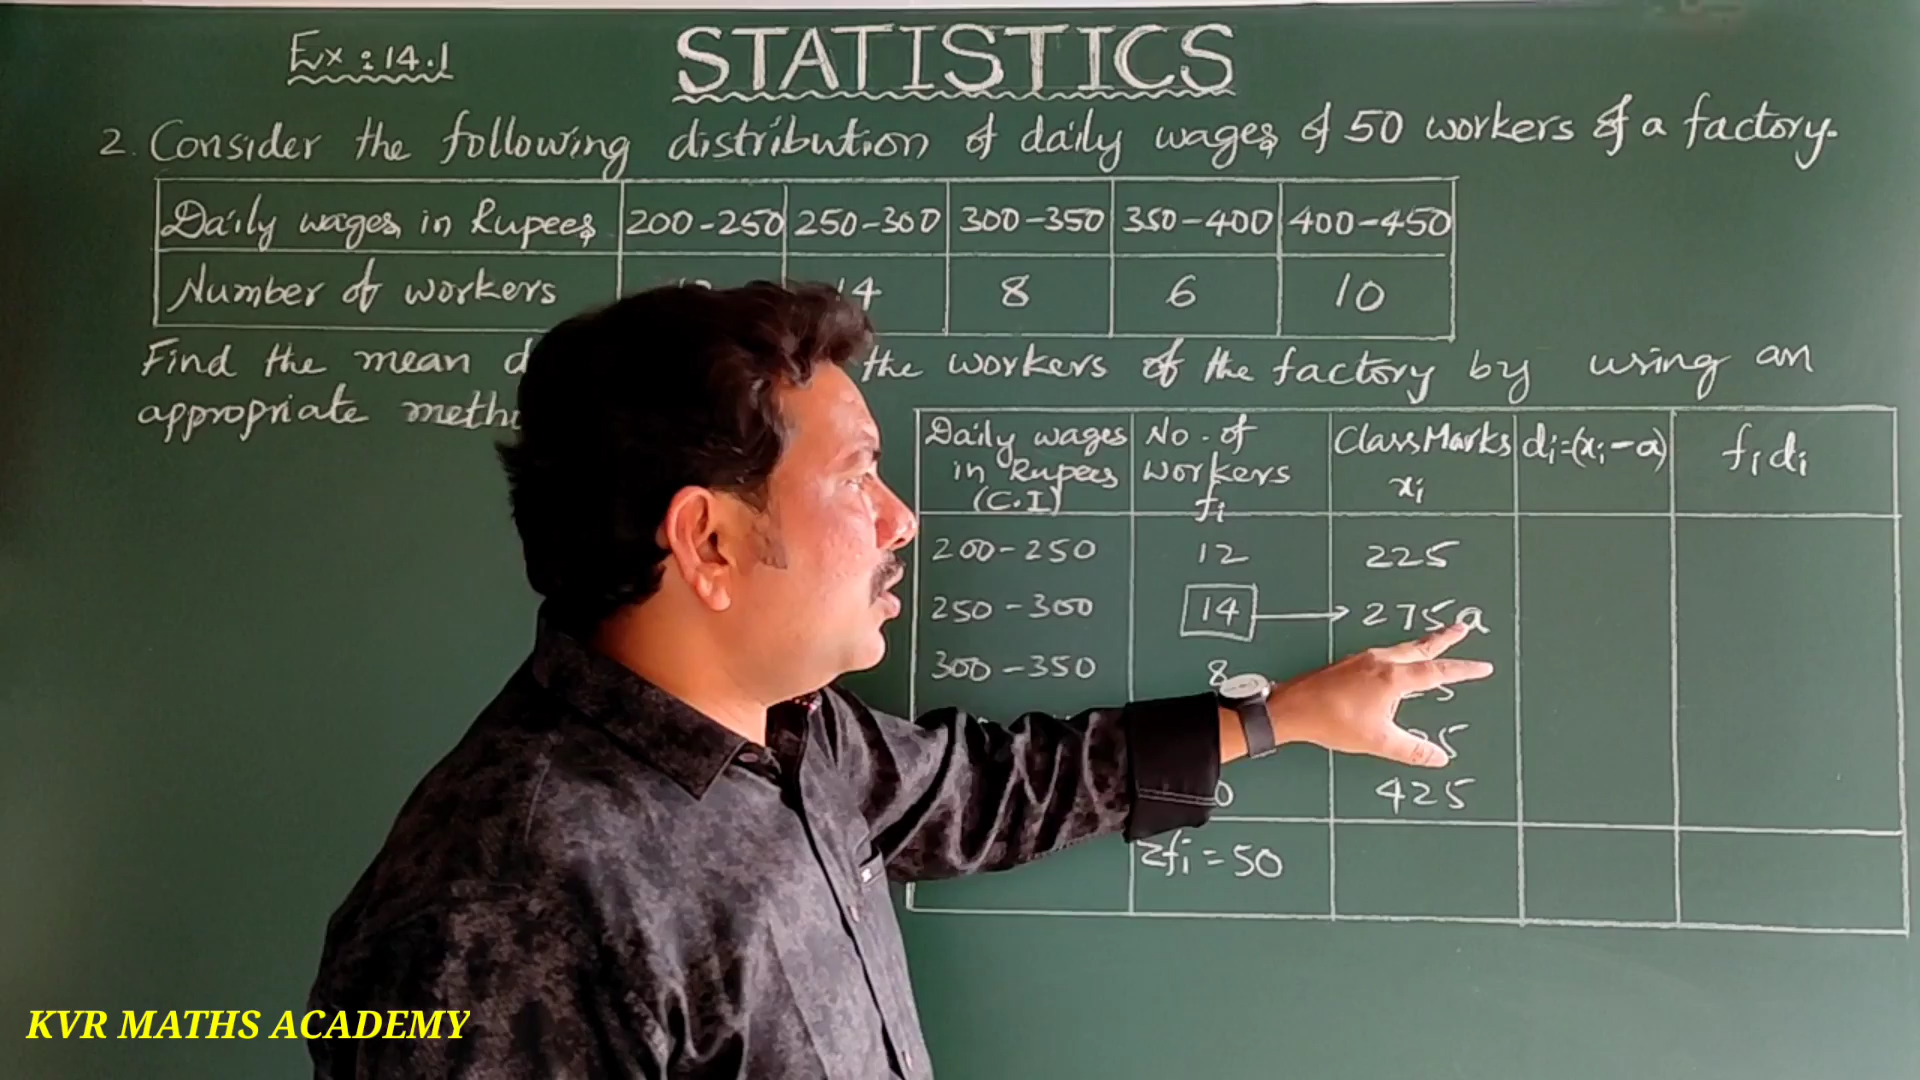 Ex : 14.1
STATISTICS
2. Consider the following distribution of daily wages of 50 workers of a factory.
Daily wages in Rupees 200-250 250-300 300-350 350-400 400-450
Number of workers 14 8 6 10
Find the mean the workers of the factory by using an
appropriate
Daily wages in Rupees (C.I) No. of workers fi Class Marks xi di=(xi-a) fidi
200-250 12 225
250-300 14 → 275 a
300-350 8
425
Σfi = 50
KVR MATHS ACADEMY